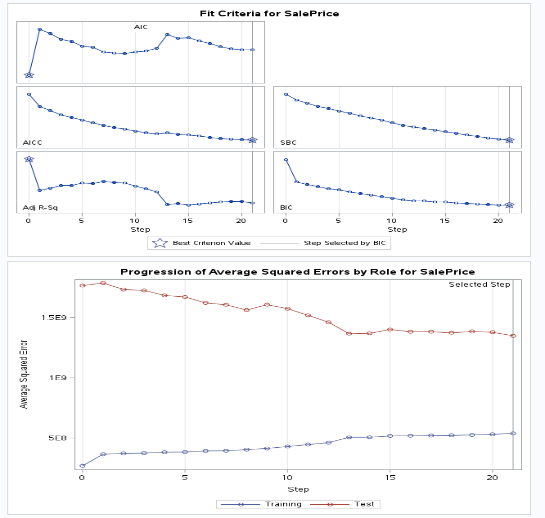 Fit Criteria for SalePrice
AIC
AICC
SBC
Adj R-Sq
BIC
0 5 10 15 20
0 5 10 15 20
Step
Step
Best Criterion Value
Step Selected by BIC
Progression of Average Squared Errors by Role for SalePrice
Selected Step
1.5E9
1E9
5E8
Average Squared Error
0 5 10 15 20
Step
Training
Test